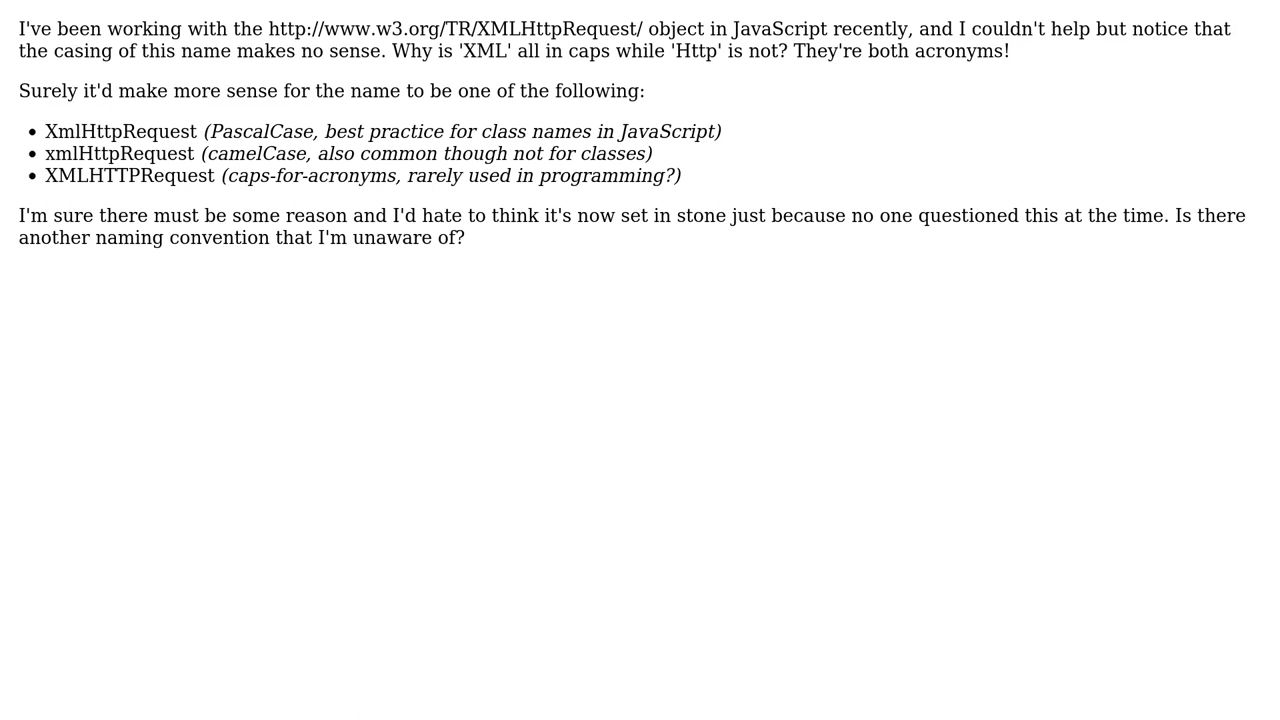 I've been working with the http://www.w3.org/TR/XMLHttpRequest/ object in JavaScript recently, and I couldn't help but notice that
the casing of this name makes no sense. Why is 'XML' all in caps while 'Http' is not? They're both acronyms!
Surely it'd make more sense for the name to be one of the following:
• XmlHttpRequest (PascalCase, best practice for class names in JavaScript)
• xmlHttpRequest (camelCase, also common though not for classes)
• XMLHTTPRequest (caps-for-acronyms, rarely used in programming?)
I'm sure there must be some reason and I'd hate to think it's now set in stone just because no one questioned this at the time. Is there
another naming convention that I'm unaware of?